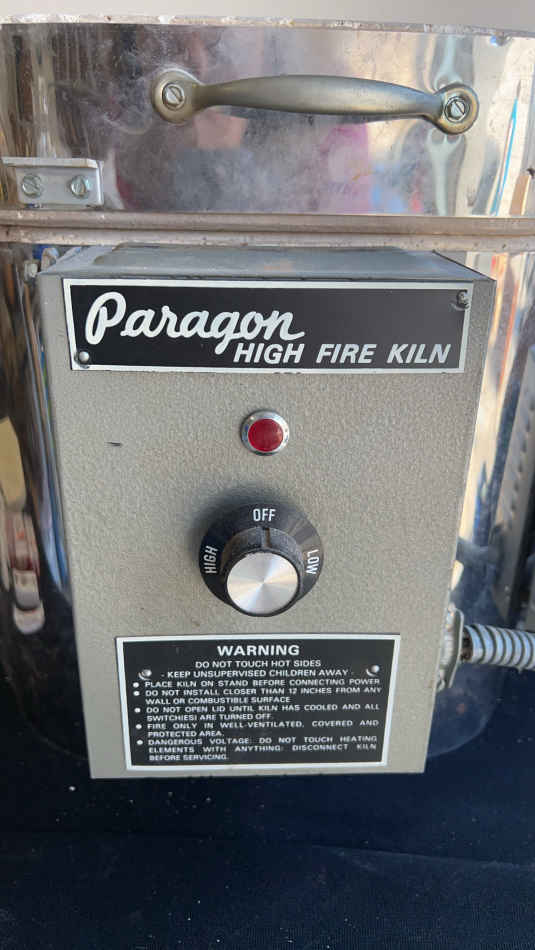 Paragon
HIGH FIRE KILN
OFF
HIGH
LOW
WARNING
DO NOT TOUCH HOT SIDES
- KEEP UNSUPERVISED CHILDREN AWAY -
• PLACE KILN ON STAND BEFORE CONNECTING POWER
• DO NOT INSTALL CLOSER THAN 12 INCHES FROM ANY
WALL OR COMBUSTIBLE SURFACE
• DO NOT OPEN LID UNTIL KILN HAS COOLED AND ALL
SWITCH(ES) ARE TURNED OFF.
• FIRE ONLY IN WELL-VENTILATED, COVERED AND
PROTECTED AREA.
• DANGEROUS VOLTAGE: DO NOT TOUCH HEATING
ELEMENTS WITH ANYTHING: DISCONNECT KILN
BEFORE SERVICING.